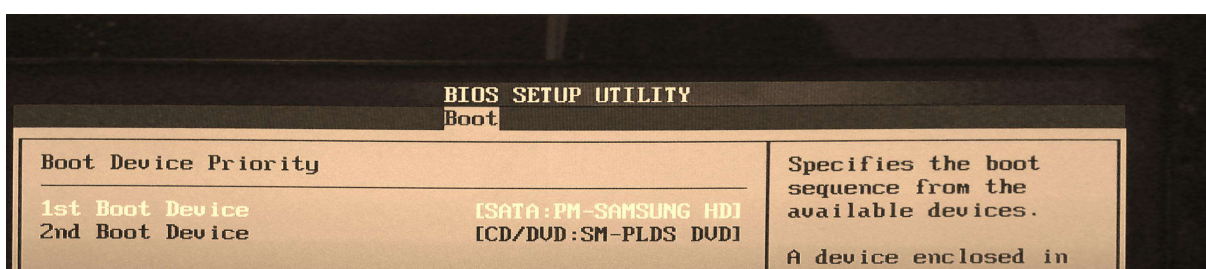 BIOS SETUP UTILITY
Boot
Boot Device Priority
1st Boot Device [SATA:PM-SAMSUNG HD]
2nd Boot Device [CD/DVD:SM-PLDS DVD]
Specifies the boot
sequence from the
available devices.
A device enclosed in